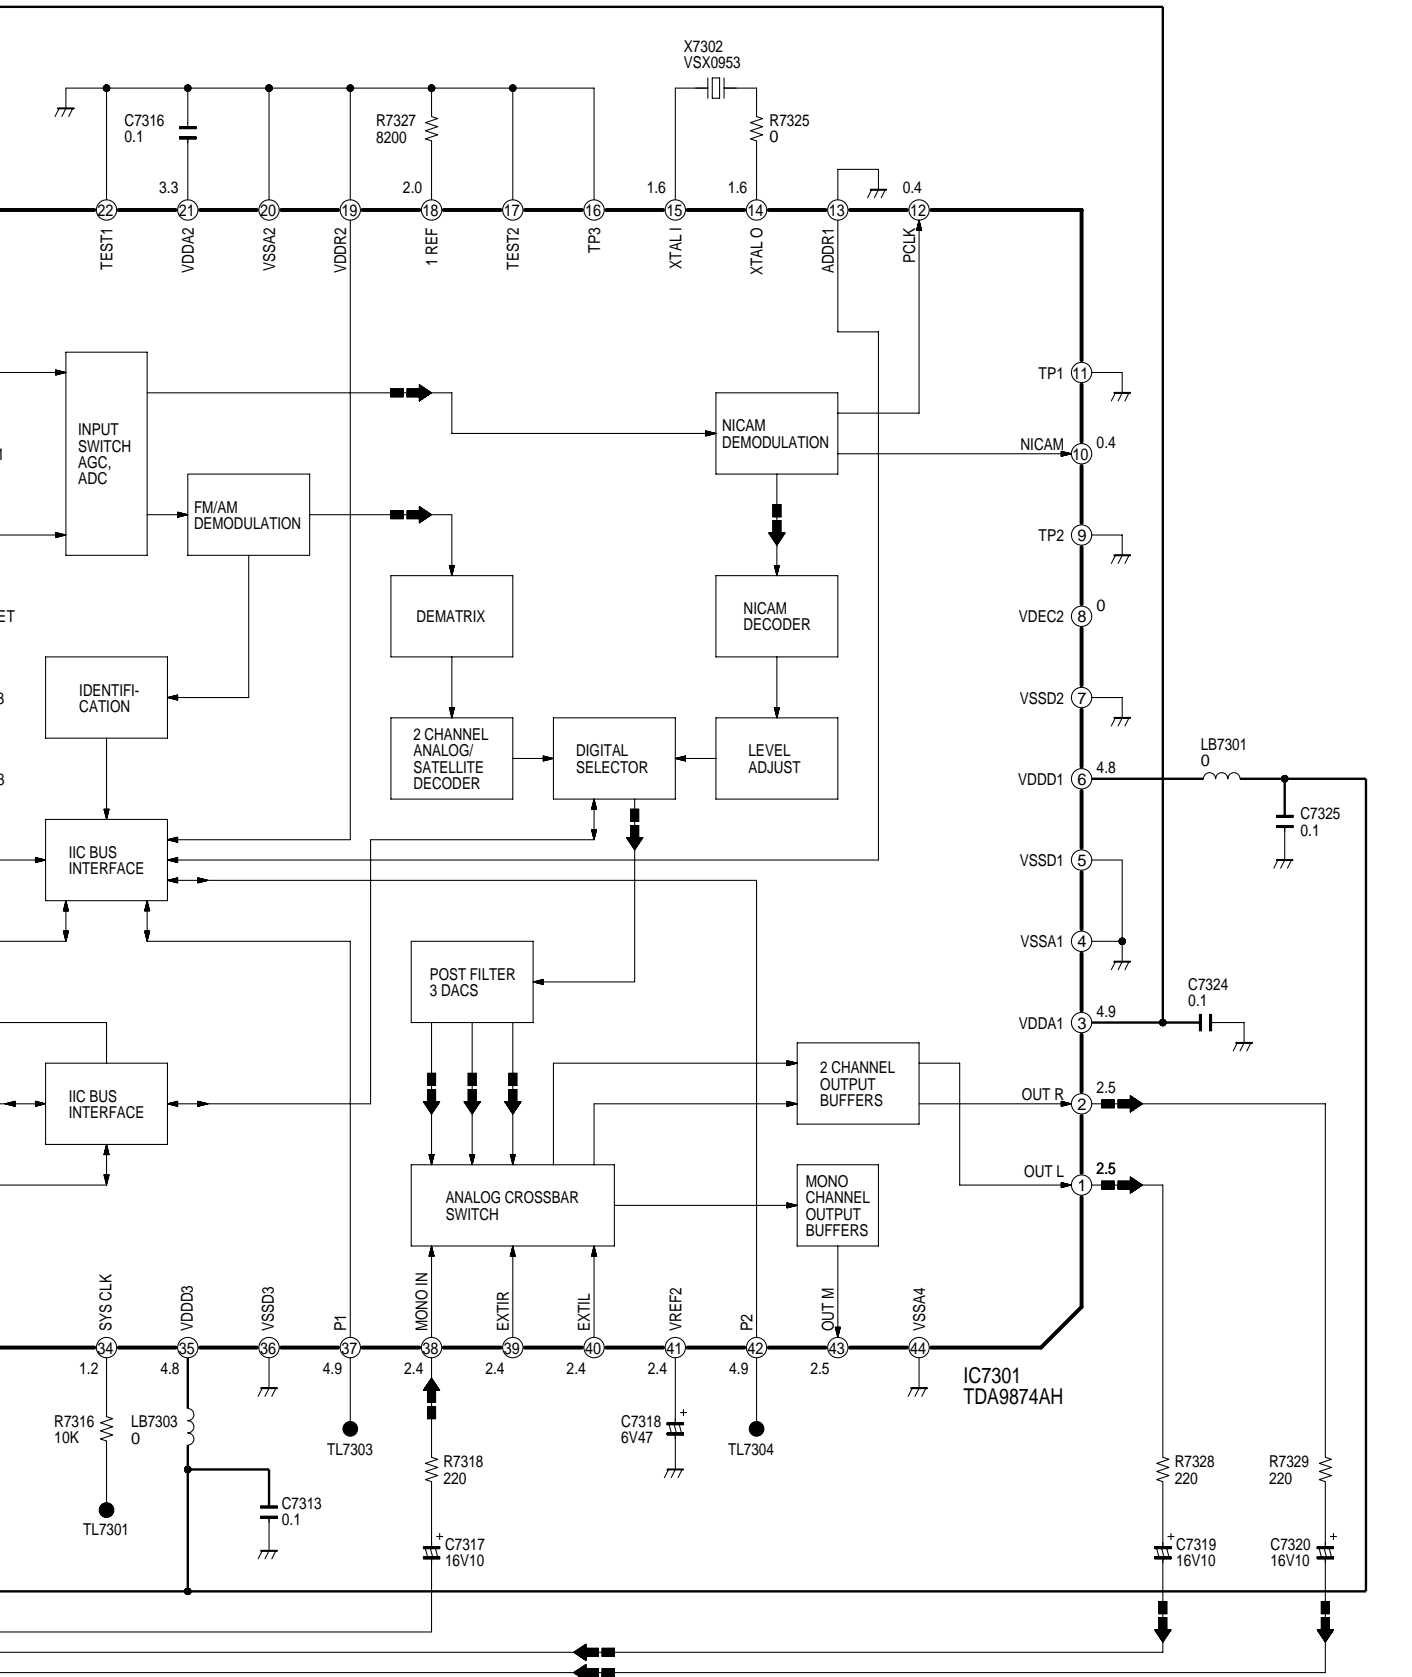 X7302
VSX0953
C7316
0.1
R7327
8200
R7325
0
3.3
2.0
1.6
1.6
0.4
22
21
20
19
18
17
16
15
14
13
12
TEST1
VDDA2
VSSA2
VDDR2
1 REF
TEST2
TP3
XTAL I
XTAL O
ADDR1
PCLK
TP1
11
INPUT
SWITCH
AGC,
ADC
NICAM
DEMODULATION
NICAM
10
0.4
FM/AM
DEMODULATION
TP2
9
DEMATRIX
NICAM
DECODER
VDEC2
8
0
ET
IDENTIFI-
CATION
VSSD2
7
2 CHANNEL
ANALOG/
SATELLITE
DECODER
DIGITAL
SELECTOR
LEVEL
ADJUST
LB7301
0
VDDD1
6
4.8
C7325
0.1
IIC BUS
INTERFACE
VSSD1
5
VSSA1
4
POST FILTER
3 DACS
C7324
0.1
VDDA1
3
4.9
IIC BUS
INTERFACE
2 CHANNEL
OUTPUT
BUFFERS
OUT R
2
2.5
ANALOG CROSSBAR
SWITCH
MONO
CHANNEL
OUTPUT
BUFFERS
OUT L
1
2.5
SYS CLK
VDDD3
VSSD3
P1
MONO IN
EXTIR
EXTIL
VREF2
P2
OUT M
VSSA4
34
35
36
37
38
39
40
41
42
43
44
1.2
4.8
4.9
2.4
2.4
2.4
2.4
4.9
2.5
IC7301
TDA9874AH
R7316
10K
LB7303
0
TL7303
C7318
6V47
+
TL7304
R7318
220
R7328
220
R7329
220
TL7301
C7313
0.1
+
C7317
16V10
+
C7319
16V10
+
C7320
16V10